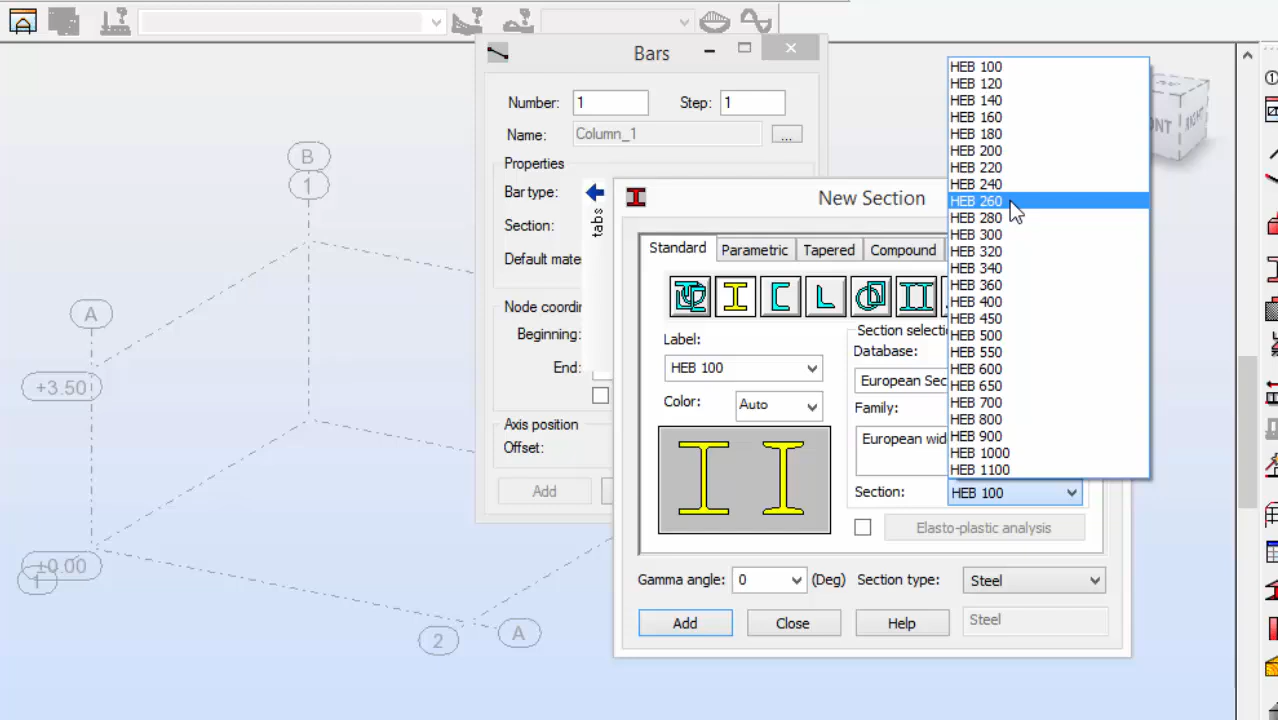 Bars
Number: 1 Step: 1
Name: Column_1 ...
Properties
Bar type:
Section:
Default mate
Node coordin
Beginning:
End:
Axis position
Offset:
Add
tabs
New Section
Standard Parametric Tapered Compound
Label:
HEB 100
Color: Auto
Section selecti
Database:
European Sec
Family:
European wid
Section: HEB 100
Elasto-plastic analysis
Gamma angle: 0 (Deg) Section type: Steel
Add Close Help Steel
HEB 100
HEB 120
HEB 140
HEB 160
HEB 180
HEB 200
HEB 220
HEB 240
HEB 260
HEB 280
HEB 300
HEB 320
HEB 340
HEB 360
HEB 400
HEB 450
HEB 500
HEB 550
HEB 600
HEB 650
HEB 700
HEB 800
HEB 900
HEB 1000
HEB 1100
B
1
A
+3.50
±0.00
1
2
A
RIGHT